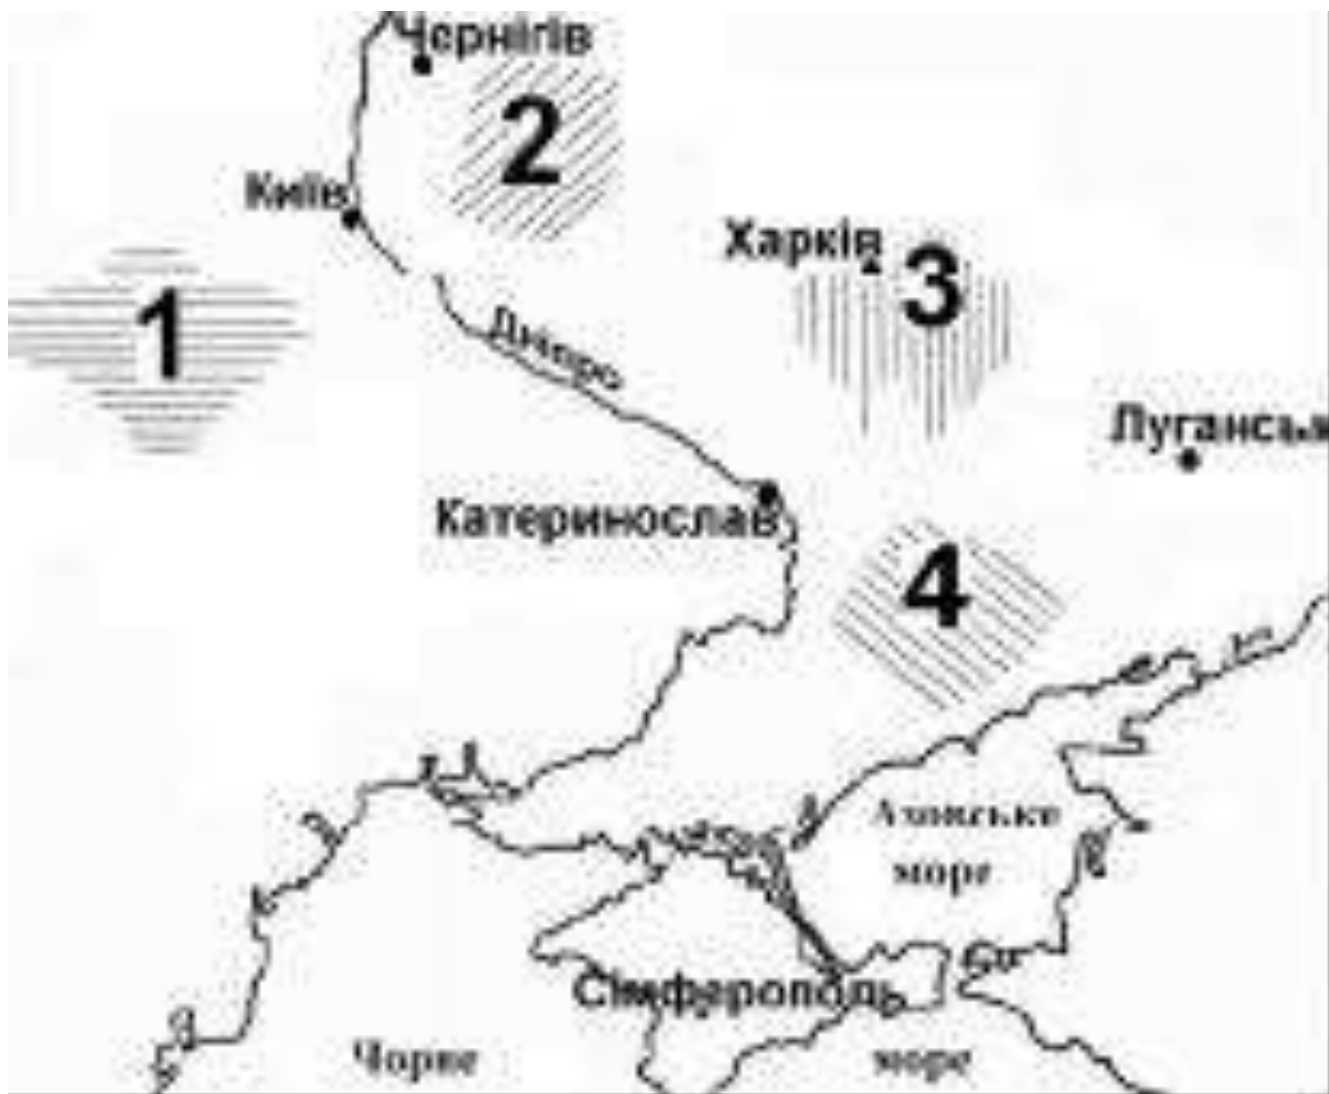 Чернігів
2
Київ
Харків
3
1
Дніпро
Луганськ
Катеринослав
4
Азовське
море
Сімферополь
Чорне
море